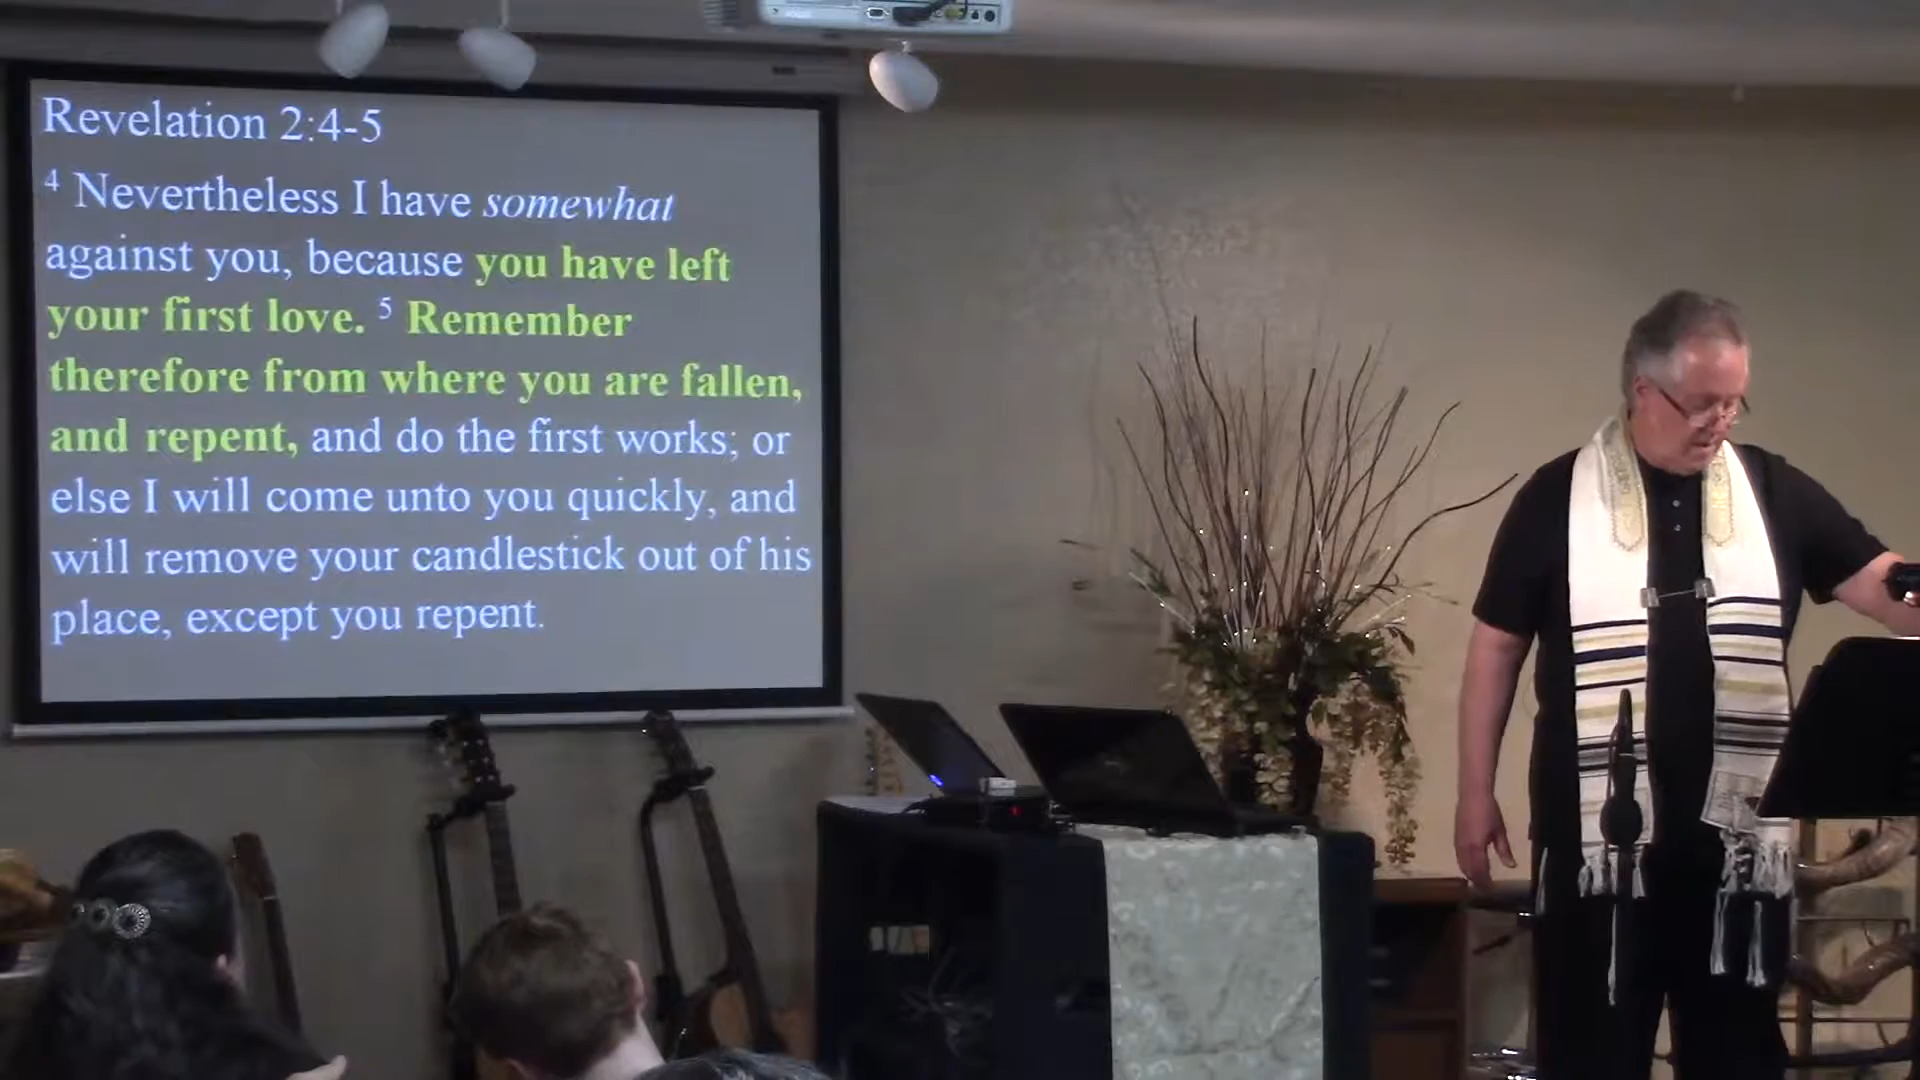 Revelation 2:4-5
4 Nevertheless I have somewhat
against you, because you have left
your first love. 5 Remember
therefore from where you are fallen,
and repent, and do the first works; or
else I will come unto you quickly, and
will remove your candlestick out of his
place, except you repent.